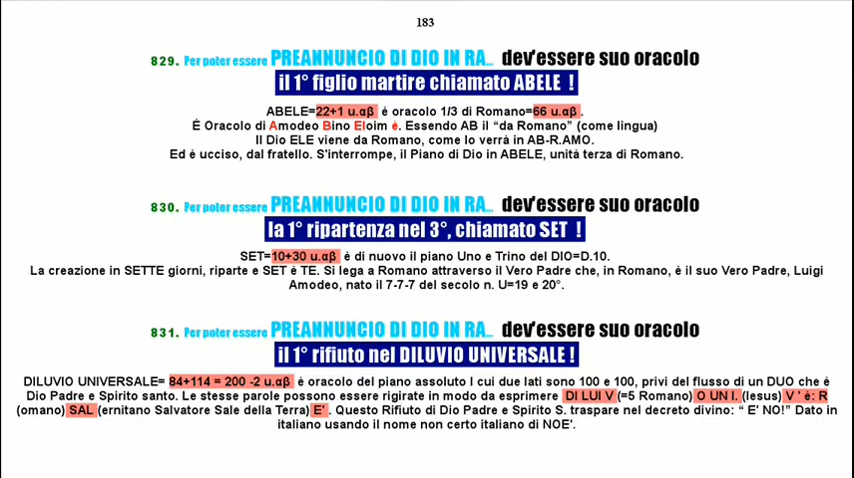 183
829. Per poter essere PREANNUNCIO DI DIO IN RA... dev'essere suo oracolo
il 1° figlio martire chiamato ABELE !
ABELE=22+1 u.αβ è oracolo 1/3 di Romano=66 u.αβ .
È Oracolo di Amodeo Bino Eloim è. Essendo AB il “da Romano” (come lingua)
Il Dio ELE viene da Romano, come lo verrà in AB-R.AMO.
Ed è ucciso, dal fratello. S'interrompe, il Piano di Dio in ABELE, unità terza di Romano.
830. Per poter essere PREANNUNCIO DI DIO IN RA... dev'essere suo oracolo
la 1° ripartenza nel 3°, chiamato SET !
SET=10+30 u.αβ è di nuovo il piano Uno e Trino del DIO=D.10.
La creazione in SETTE giorni, riparte e SET è TE. Si lega a Romano attraverso il Vero Padre che, in Romano, è il suo Vero Padre, Luigi
Amodeo, nato il 7-7-7 del secolo n. U=19 e 20°.
831. Per poter essere PREANNUNCIO DI DIO IN RA... dev'essere suo oracolo
il 1° rifiuto nel DILUVIO UNIVERSALE !
DILUVIO UNIVERSALE= 84+114 = 200 -2 u.αβ è oracolo del piano assoluto I cui due lati sono 100 e 100, privi del flusso di un DUO che è
Dio Padre e Spirito santo. Le stesse parole possono essere rigirate in modo da esprimere DI LUI V (=5 Romano) O UN I. (Iesus) V ' è: R
(omano) SAL (ernitano Salvatore Sale della Terra) E' . Questo Rifiuto di Dio Padre e Spirito S. traspare nel decreto divino: “ E' NO!” Dato in
italiano usando il nome non certo italiano di NOE'.